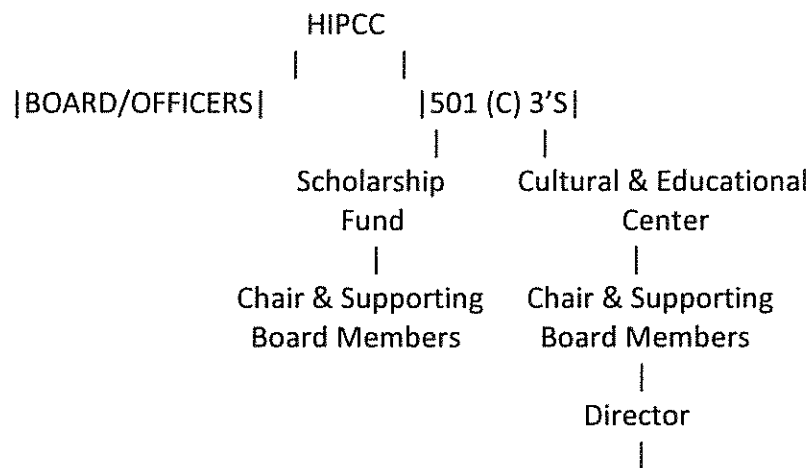 HIPCC
| |
|BOARD/OFFICERS| |501 (C) 3’S|
| |
Scholarship Cultural & Educational
Fund Center
| |
Chair & Supporting Chair & Supporting
Board Members Board Members
|
Director
|